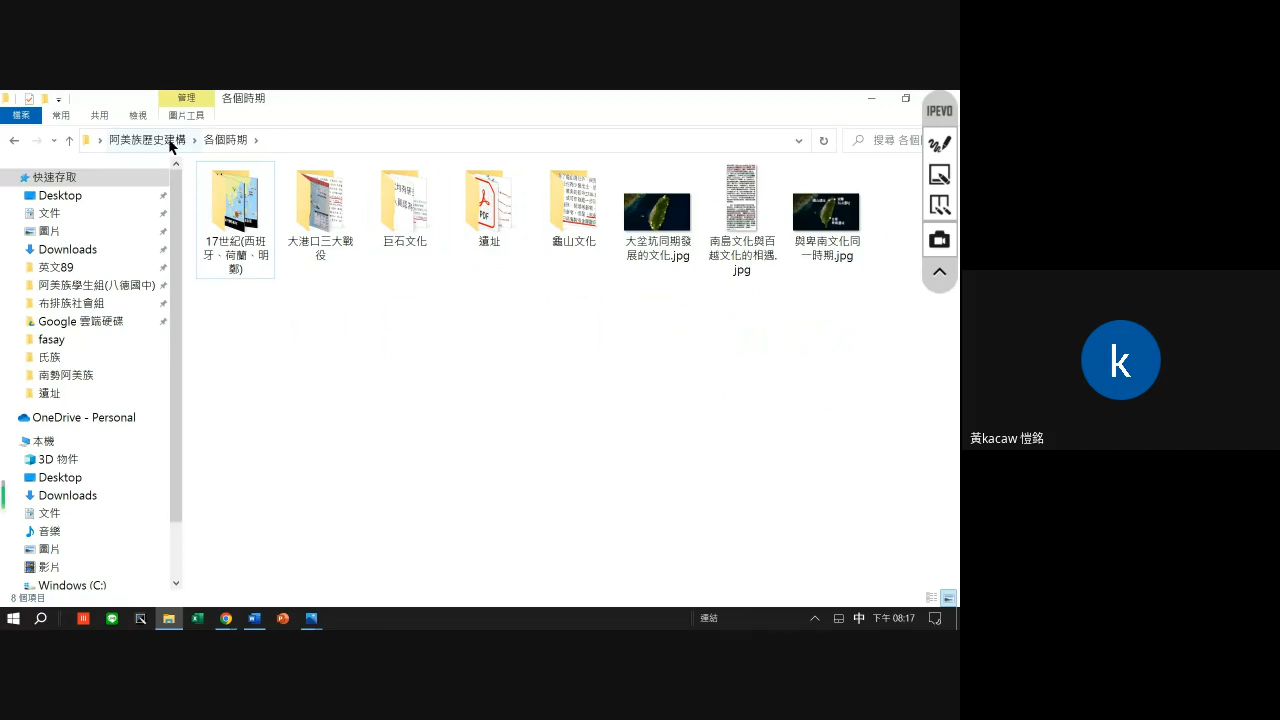 管理
各個時期
檔案
常用
共用
檢視
圖片工具
阿美族歷史建構
各個時期
搜尋 各個
IPEVO
快速存取
Desktop
文件
圖片
Downloads
英文89
阿美族學生組(八德國中)
布排族社會組
Google 雲端硬碟
fasay
氏族
南勢阿美族
遺址
OneDrive - Personal
本機
3D 物件
Desktop
Downloads
文件
音樂
圖片
影片
Windows (C:)
17世紀(西班
牙、荷蘭、明
鄭)
大港口三大戰
役
巨石文化
PDF
遺址
龜山文化
大坌坑同期發
展的文化.jpg
南島文化與百
越文化的相遇.
jpg
與卑南文化同
一時期.jpg
8 個項目
連結
中
下午 08:17
k
黃kacaw 愷銘